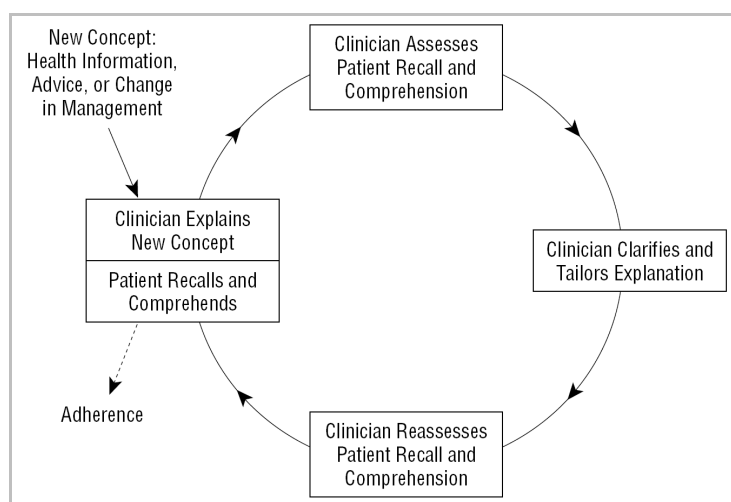 New Concept:
Health Information,
Advice, or Change
in Management
Clinician Assesses
Patient Recall and
Comprehension
Clinician Explains
New Concept
Patient Recalls and
Comprehends
Clinician Clarifies and
Tailors Explanation
Adherence
Clinician Reassesses
Patient Recall and
Comprehension